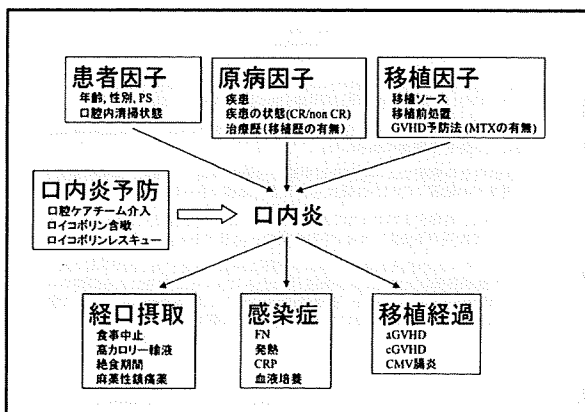 患者因子
年齢, 性別, PS
口腔内清掃状態
原病因子
疾患
疾患の状態(CR/non CR)
治療歴(移植歴の有無)
移植因子
移植ソース
移植前処置
GVHD予防法(MTXの有無)
口内炎予防
口腔ケアチーム介入
ロイコボリン含嗽
ロイコボリンレスキュー
口内炎
経口摂取
食事中止
高カロリー輸液
絶食期間
麻薬性鎮痛薬
感染症
FN
発熱
CRP
血液培養
移植経過
aGVHD
cGVHD
CMV腸炎